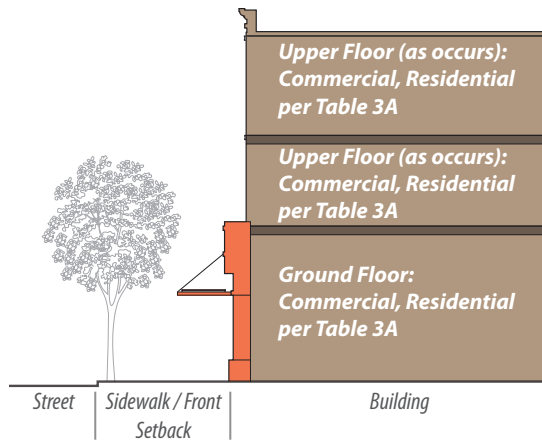 Upper Floor (as occurs):
Commercial, Residential
per Table 3A
Upper Floor (as occurs):
Commercial, Residential
per Table 3A
Ground Floor:
Commercial, Residential
per Table 3A
Street
Sidewalk / Front
Setback
Building